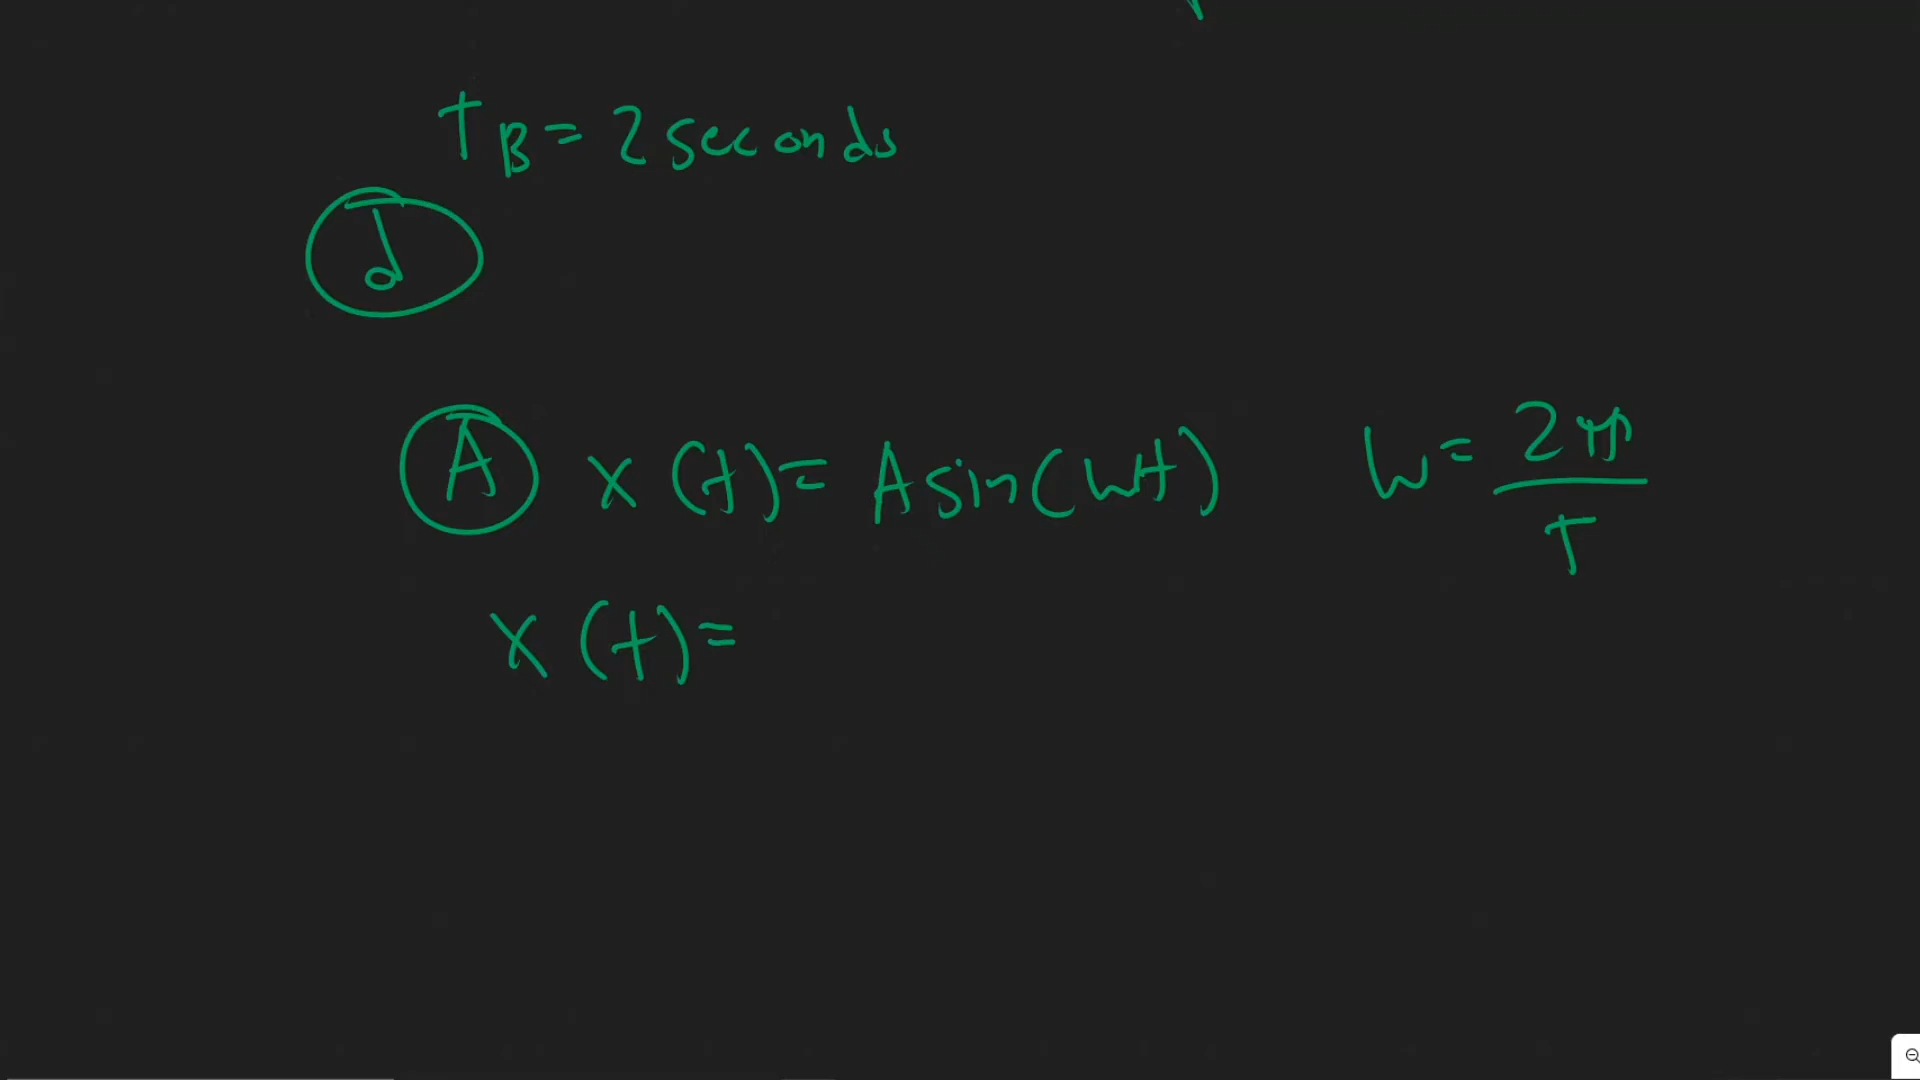 T_B = 2 seconds
d
A x(t) = A sin(wt) w = 2π/T
x(t) =